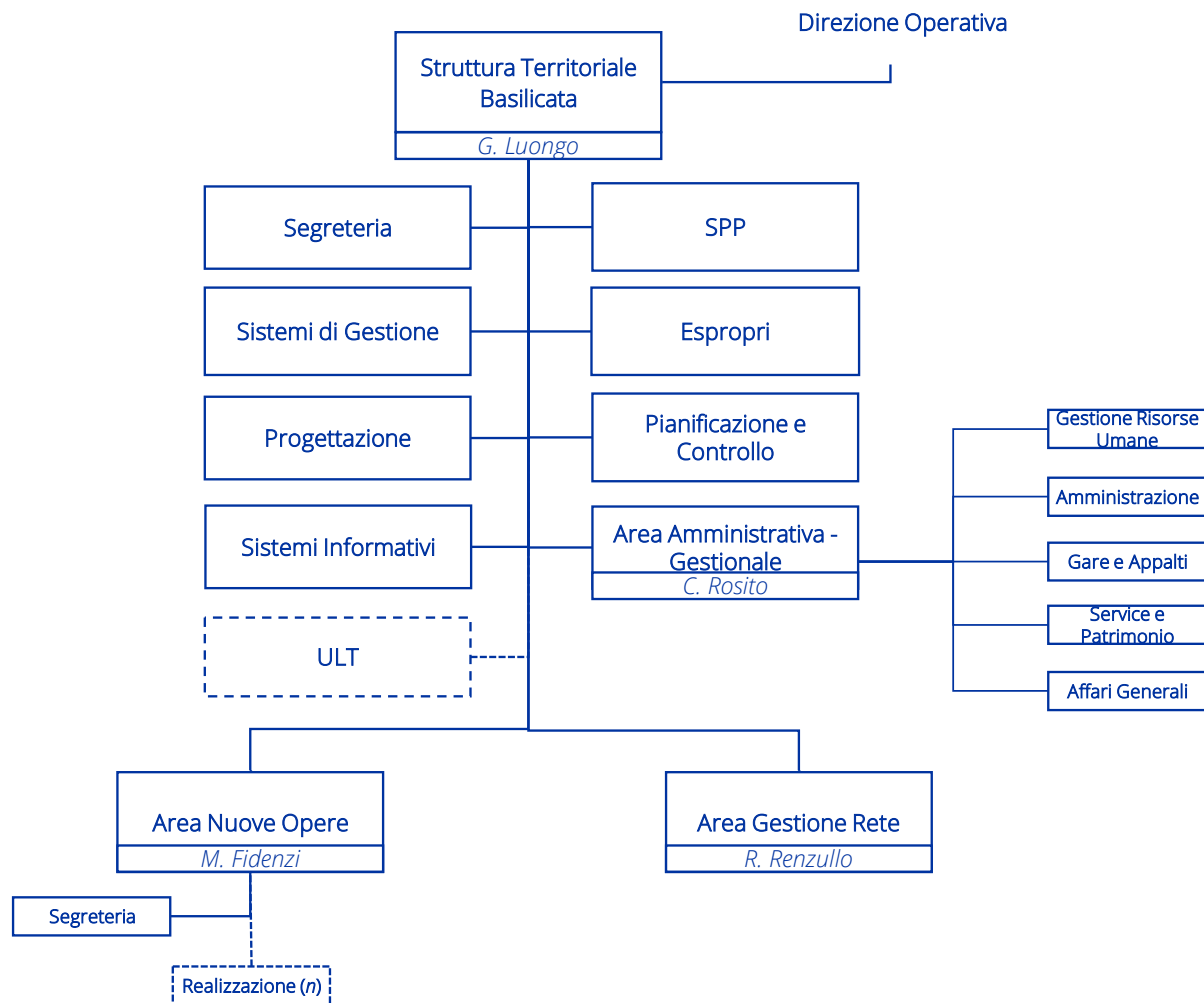 Direzione Operativa
Struttura Territoriale
Basilicata
G. Luongo
Segreteria
SPP
Sistemi di Gestione
Espropri
Progettazione
Pianificazione e
Controllo
Gestione Risorse
Umane
Amministrazione
Sistemi Informativi
Area Amministrativa -
Gestionale
C. Rosito
Gare e Appalti
Service e
Patrimonio
ULT
Affari Generali
Area Nuove Opere
M. Fidenzi
Area Gestione Rete
R. Renzullo
Segreteria
Realizzazione (n)